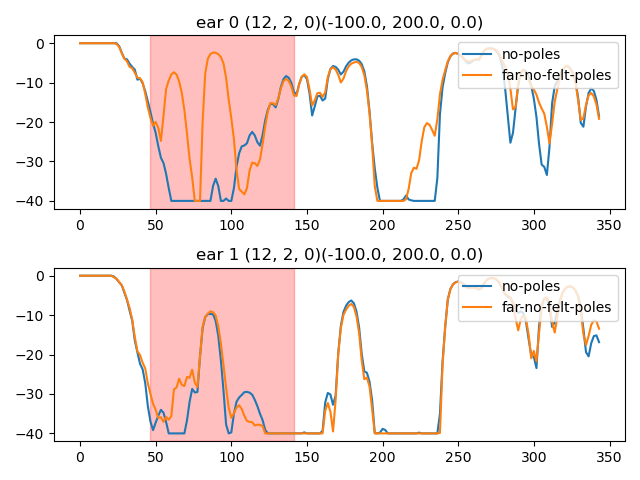 ear 0 (12, 2, 0)(-100.0, 200.0, 0.0)
0
−10
−20
−30
−40
no-poles
far-no-felt-poles
0 50 100 150 200 250 300 350
ear 1 (12, 2, 0)(-100.0, 200.0, 0.0)
0
−10
−20
−30
−40
no-poles
far-no-felt-poles
0 50 100 150 200 250 300 350